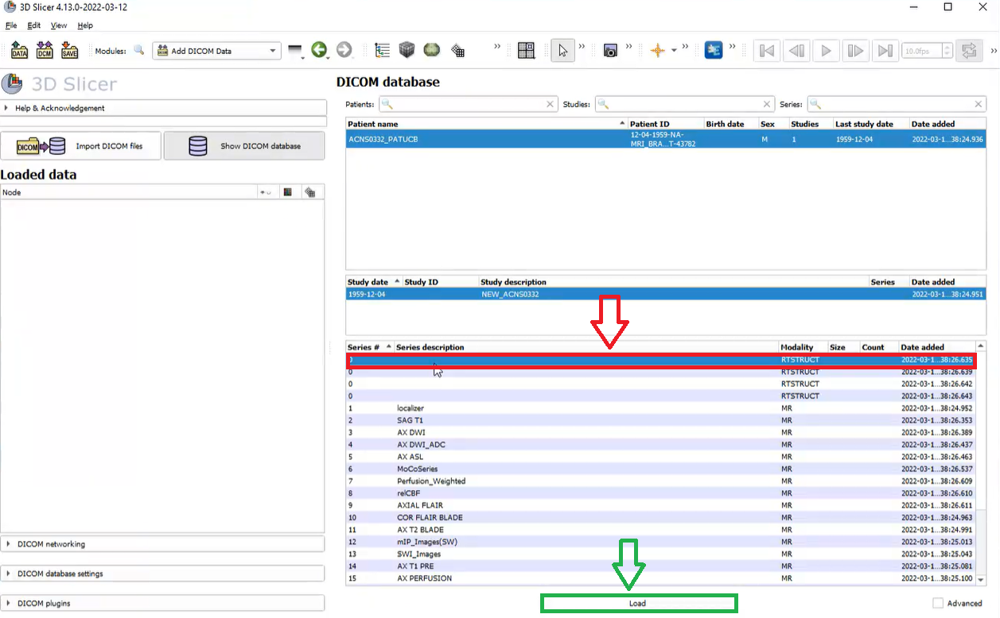 3D Slicer 4.13.0-2022-03-12
File Edit View Help
DATA DCM SAVE Modules: Add DICOM Data 10.0fps
3D Slicer
Help & Acknowledgement
DICOM Import DICOM files Show DICOM database
Loaded data
Node
DICOM networking
DICOM database settings
DICOM plugins
DICOM database
Patients: Studies: Series:
Patient name Patient ID Birth date Sex Studies Last study date Date added
ACNS0332_PATUCB 12-04-1959-NA-MRI_BRA...T-43782 M 1 1959-12-04 2022-03-1...38:24.936
Study date Study ID Study description Series Date added
1959-12-04 NEW_ACNS0332 2022-03-1...38:24.951
Series # Series description Modality Size Count Date added
0 RTSTRUCT 2022-03-1...38:26.635
0 RTSTRUCT 2022-03-1...38:26.639
0 RTSTRUCT 2022-03-1...38:26.642
0 RTSTRUCT 2022-03-1...38:26.643
1 localizer MR 2022-03-1...38:24.952
2 SAG T1 MR 2022-03-1...38:26.353
3 AX DWI MR 2022-03-1...38:26.389
4 AX DWI_ADC MR 2022-03-1...38:26.437
5 AX ASL MR 2022-03-1...38:26.463
6 MoCoSeries MR 2022-03-1...38:26.537
7 Perfusion_Weighted MR 2022-03-1...38:26.609
8 relCBF MR 2022-03-1...38:26.610
9 AXIAL FLAIR MR 2022-03-1...38:26.611
10 COR FLAIR BLADE MR 2022-03-1...38:24.963
11 AX T2 BLADE MR 2022-03-1...38:24.991
12 mIP_Images(SW) MR 2022-03-1...38:25.013
13 SWI_Images MR 2022-03-1...38:25.043
14 AX T1 PRE MR 2022-03-1...38:25.081
15 AX PERFUSION MR 2022-03-1...38:25.100
Load Advanced